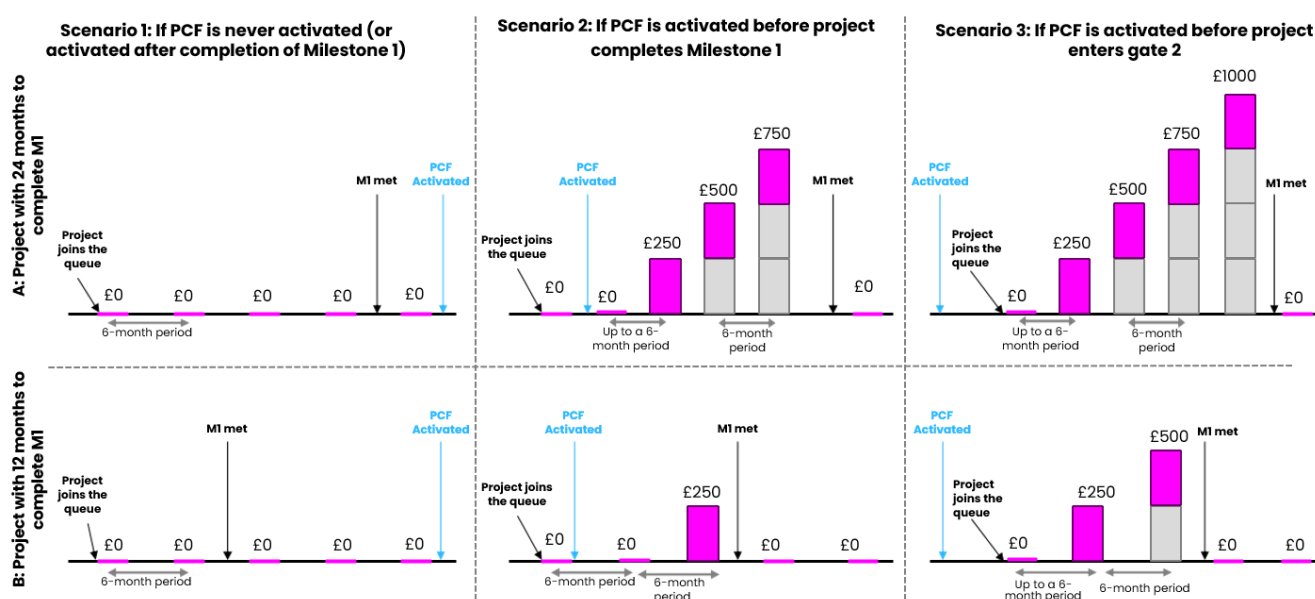 Scenario 1: If PCF is never activated (or
activated after completion of Milestone 1)
Scenario 2: If PCF is activated before project
completes Milestone 1
Scenario 3: If PCF is activated before project
enters gate 2
A: Project with 24 months to
complete M1
Project
joins the
queue
£0
£0
£0
£0
£0
M1 met
PCF
Activated
6-month period
Project joins
the queue
£0
PCF
Activated
£0
£250
£500
£750
M1 met
£0
Up to a 6-
month period
6-month
period
PCF
Activated
Project
joins the
queue
£0
£250
£500
£750
£1000
M1 met
£0
Up to a 6-
month period
6-month
period
B: Project with 12 months to
complete M1
Project
joins the
queue
£0
£0
M1 met
£0
£0
£0
PCF
Activated
6-month period
Project joins
the queue
£0
PCF
Activated
£0
£250
M1 met
£0
£0
6-month period
6-month
period
PCF
Activated
Project
joins the
queue
£0
£250
£500
M1 met
£0
£0
Up to a 6-
month period
6-month period